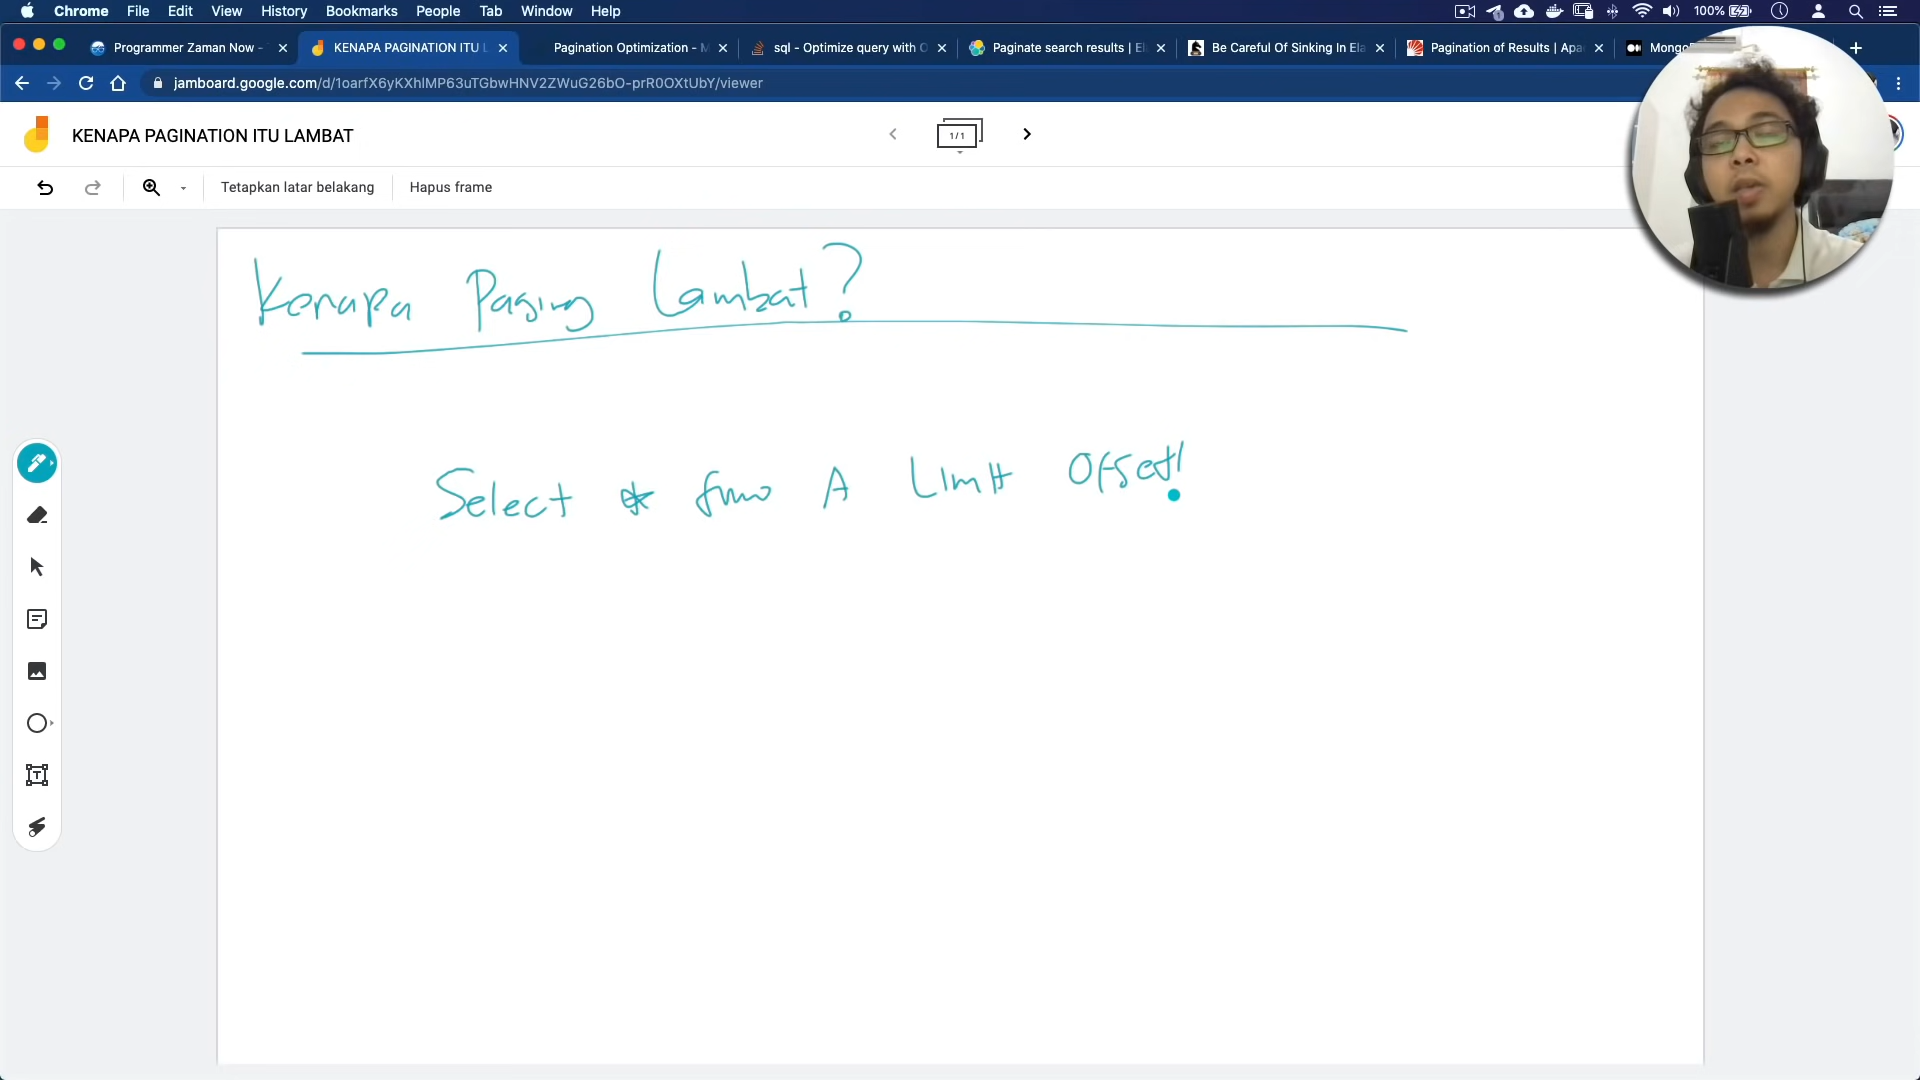 Chrome File Edit View History Bookmarks People Tab Window Help 100%
Programmer Zaman Now - KENAPA PAGINATION ITU L Pagination Optimization - M sql - Optimize query with O Paginate search results | El Be Careful Of Sinking In Ela Pagination of Results | Apa
jamboard.google.com/d/1oarfX6yKXhlMP63uTGbwHNV2ZWuG26bO-prR0OXtUbY/viewer
KENAPA PAGINATION ITU LAMBAT
1/1
Tetapkan latar belakang Hapus frame
Kenapa Paging Lambat?
Select * from A Limit Offset